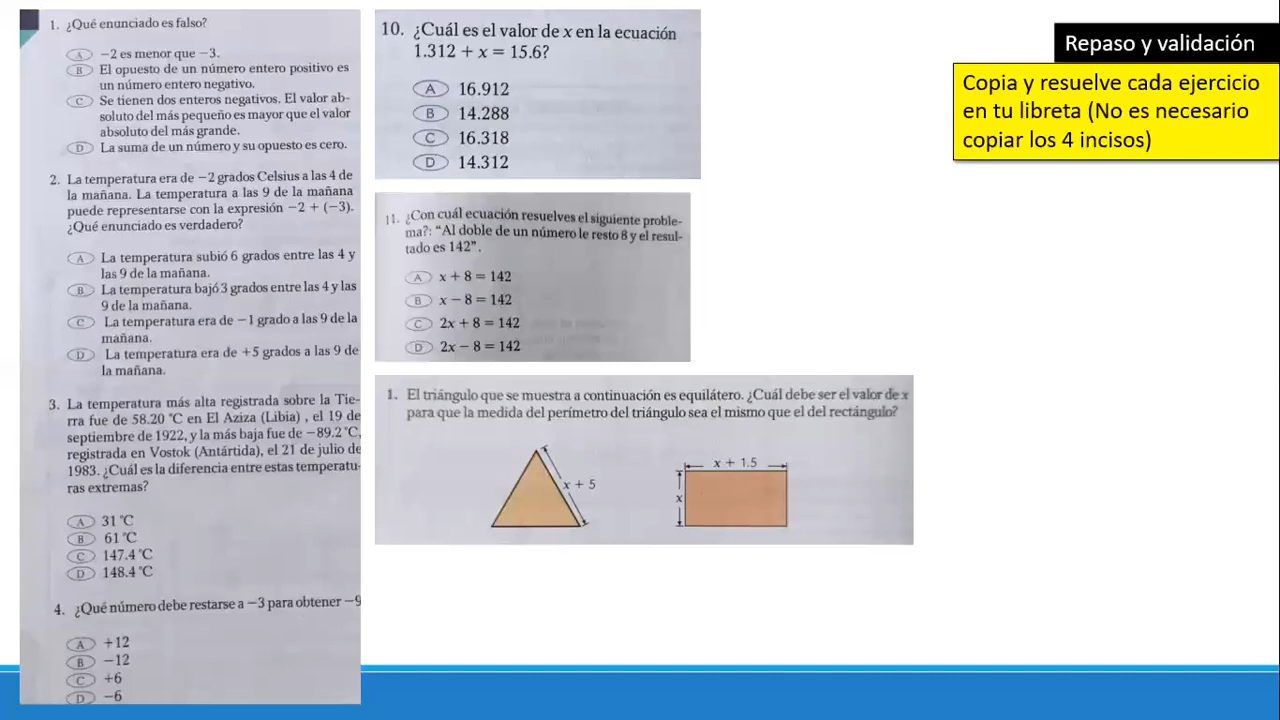 1. ¿Qué enunciado es falso?
A −2 es menor que −3.
B El opuesto de un número entero positivo es
un número entero negativo.
C Se tienen dos enteros negativos. El valor ab-
soluto del más pequeño es mayor que el valor
absoluto del más grande.
D La suma de un número y su opuesto es cero.
2. La temperatura era de −2 grados Celsius a las 4 de
la mañana. La temperatura a las 9 de la mañana
puede representarse con la expresión −2 + (−3).
¿Qué enunciado es verdadero?
A La temperatura subió 6 grados entre las 4 y
las 9 de la mañana.
B La temperatura bajó 3 grados entre las 4 y las
9 de la mañana.
C La temperatura era de −1 grado a las 9 de la
mañana.
D La temperatura era de +5 grados a las 9 de
la mañana.
3. La temperatura más alta registrada sobre la Tie-
rra fue de 58.20 °C en El Aziza (Libia) , el 19 de
septiembre de 1922, y la más baja fue de −89.2 °C,
registrada en Vostok (Antártida), el 21 de julio de
1983. ¿Cuál es la diferencia entre estas temperatu-
ras extremas?
A 31 °C
B 61 °C
C 147.4 °C
D 148.4 °C
4. ¿Qué número debe restarse a −3 para obtener −9
A +12
B −12
C +6
D −6
10. ¿Cuál es el valor de x en la ecuación
1.312 + x = 15.6?
A 16.912
B 14.288
C 16.318
D 14.312
11. ¿Con cuál ecuación resuelves el siguiente proble-
ma?: “Al doble de un número le resto 8 y el resul-
tado es 142”.
A x + 8 = 142
B x − 8 = 142
C 2x + 8 = 142
D 2x − 8 = 142
1. El triángulo que se muestra a continuación es equilátero. ¿Cuál debe ser el valor de x
para que la medida del perímetro del triángulo sea el mismo que el del rectángulo?
x + 5
x + 1.5
x
Repaso y validación
Copia y resuelve cada ejercicio
en tu libreta (No es necesario
copiar los 4 incisos)